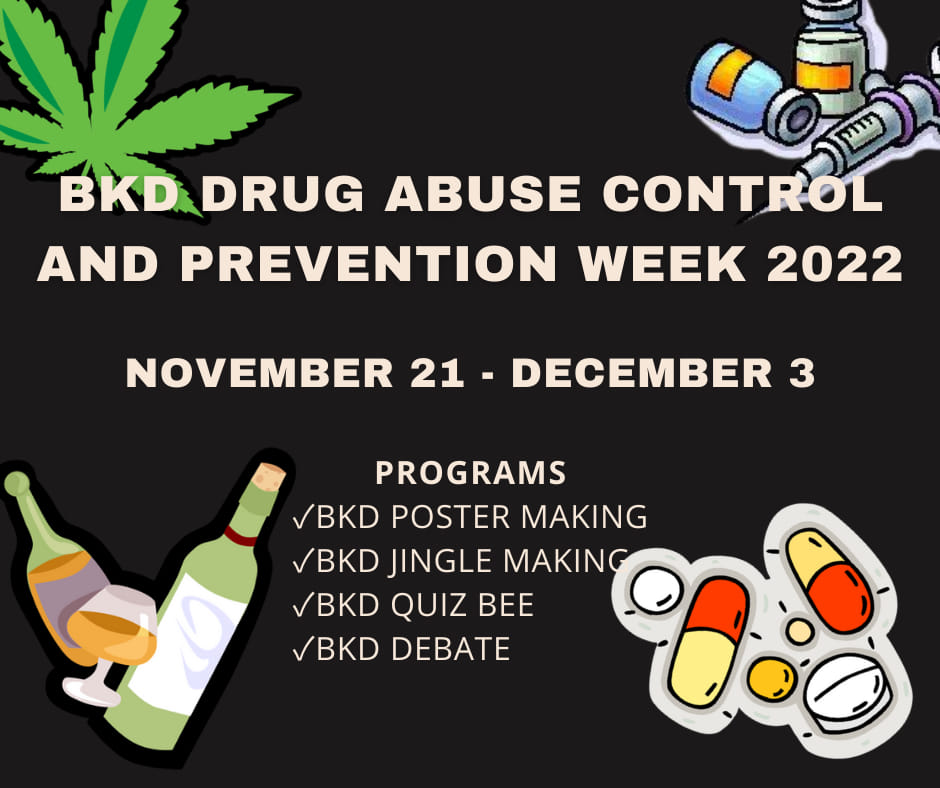 BKD DRUG ABUSE CONTROL
AND PREVENTION WEEK 2022
NOVEMBER 21 - DECEMBER 3
PROGRAMS
✓BKD POSTER MAKING
✓BKD JINGLE MAKING
✓BKD QUIZ BEE
✓BKD DEBATE